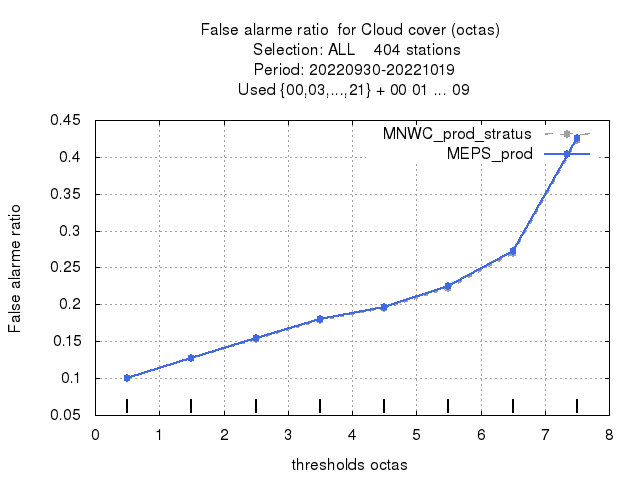 False alarme ratio  for Cloud cover (octas)
Selection: ALL    404 stations
Period: 20220930-20221019
Used {00,03,...,21} + 00 01 ... 09
MNWC_prod_stratus
MEPS_prod
False alarme ratio
0.45
0.4
0.35
0.3
0.25
0.2
0.15
0.1
0.05
0 1 2 3 4 5 6 7 8
thresholds octas